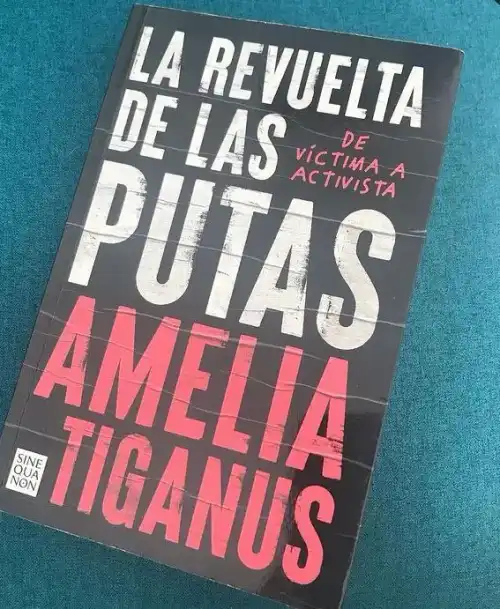 LA REVUELTA
DE LAS
DE
VÍCTIMA A
ACTIVISTA
PUTAS
AMELIA
TIGANUS
SINE
QUA
NON